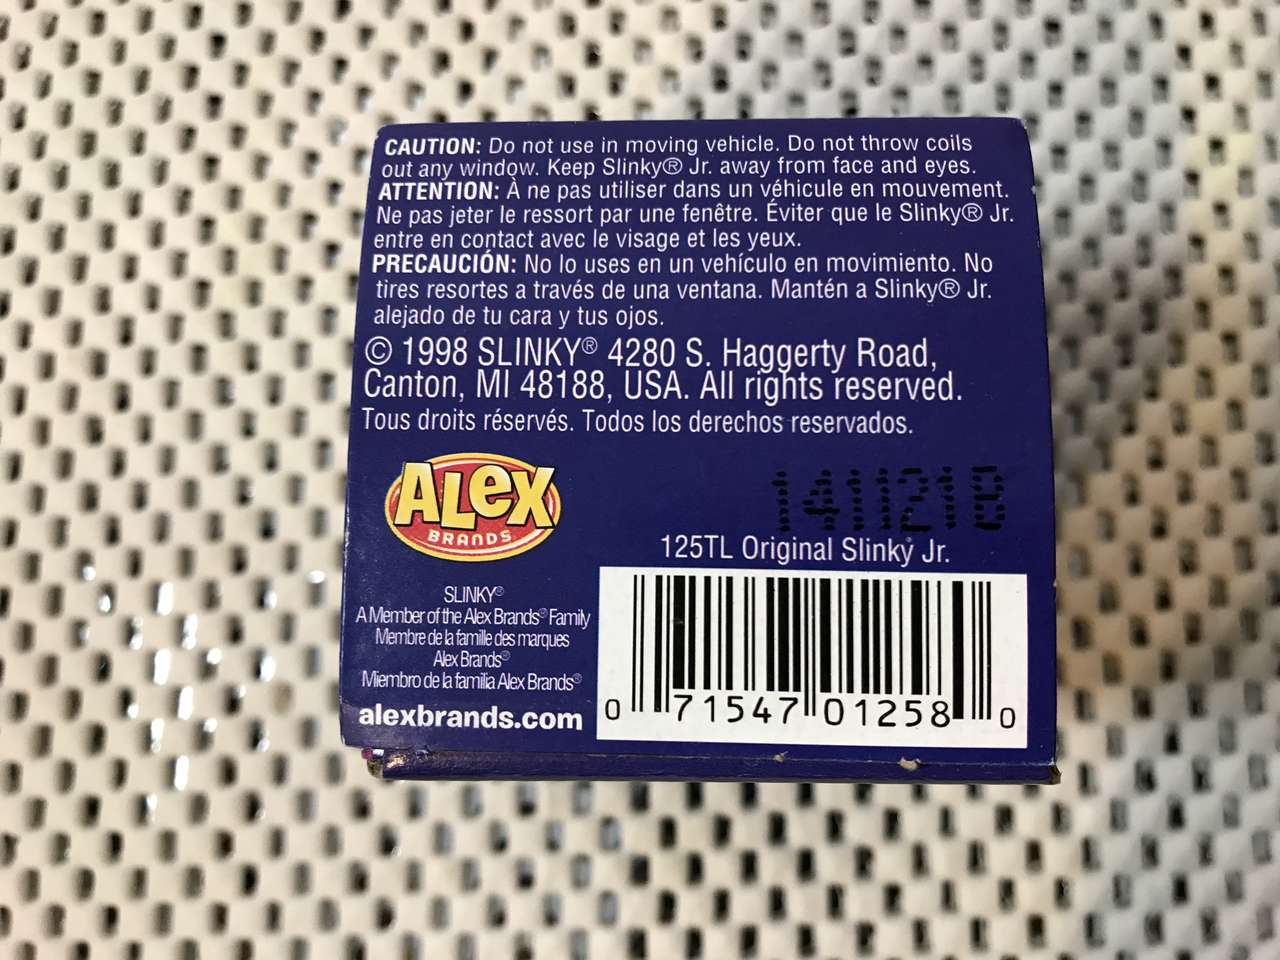 CAUTION: Do not use in moving vehicle. Do not throw coils
out any window. Keep Slinky® Jr. away from face and eyes.
ATTENTION: À ne pas utiliser dans un véhicule en mouvement.
Ne pas jeter le ressort par une fenêtre. Éviter que le Slinky® Jr.
entre en contact avec le visage et les yeux.
PRECAUCIÓN: No lo uses en un vehículo en movimiento. No
tires resortes a través de una ventana. Mantén a Slinky® Jr.
alejado de tu cara y tus ojos.
© 1998 SLINKY® 4280 S. Haggerty Road,
Canton, MI 48188, USA. All rights reserved.
Tous droits réservés. Todos los derechos reservados.
ALeX
BRANDS
SLINKY®
A Member of the Alex Brands® Family
Membre de la famille des marques
Alex Brands®
Miembro de la familia Alex Brands®
alexbrands.com
125TL Original Slinky Jr.
0 71547 01258 0